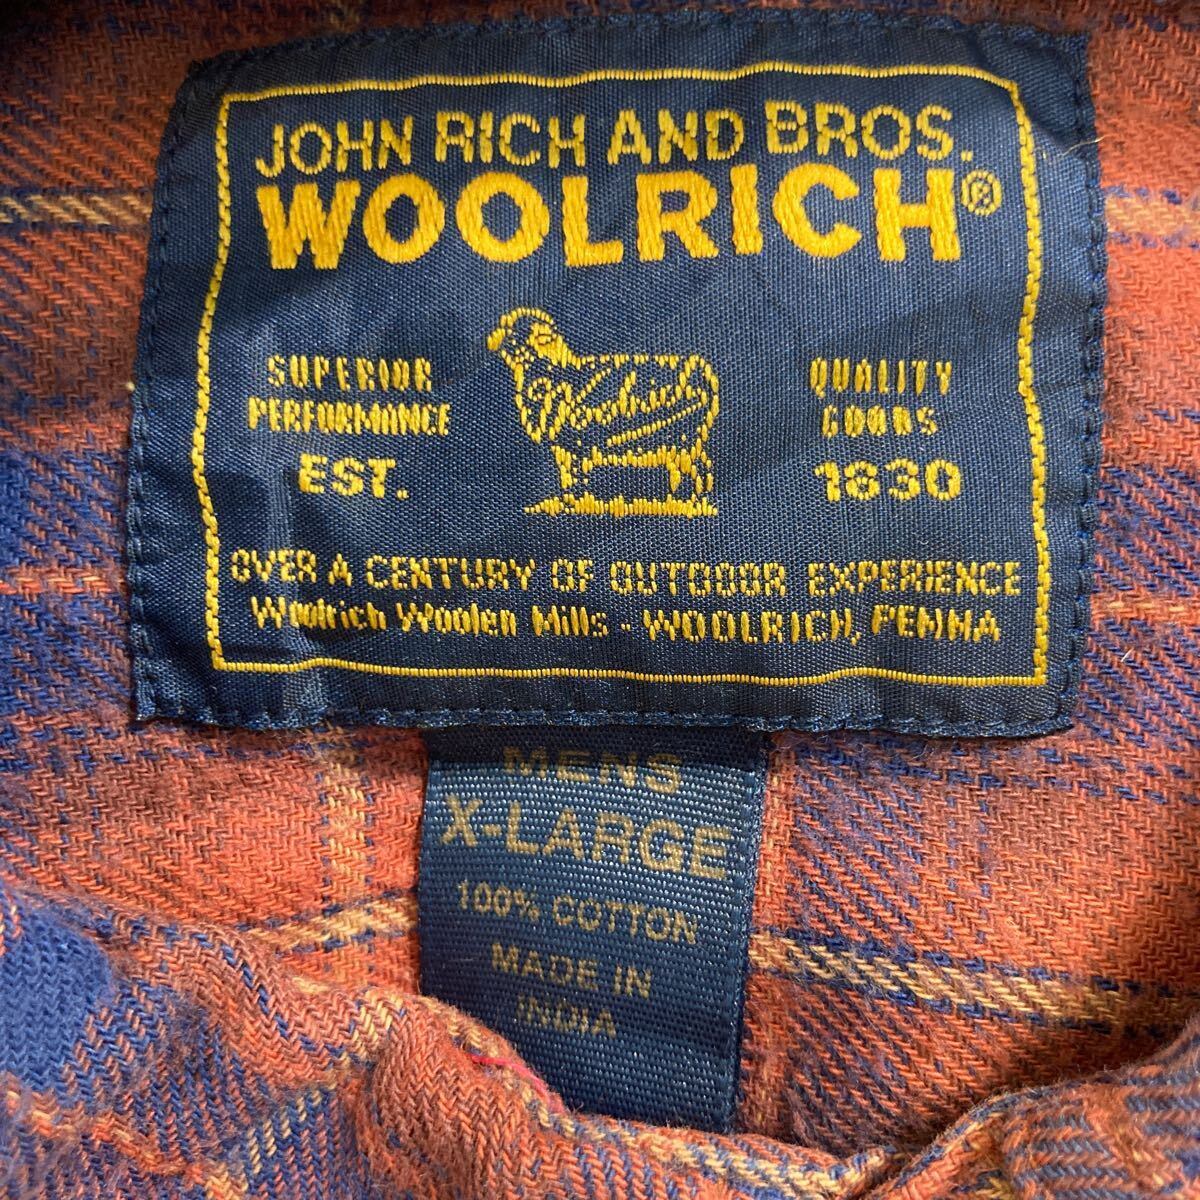 JOHN RICH AND BROS.
WOOLRICH®
SUPERIOR
PERFORMANCE
EST.
Woolrich
QUALITY
GOODS
1830
OVER A CENTURY OF OUTDOOR EXPERIENCE
Woolrich Woolen Mills - WOOLRICH, PENNA
MENS
X-LARGE
100% COTTON
MADE IN
INDIA